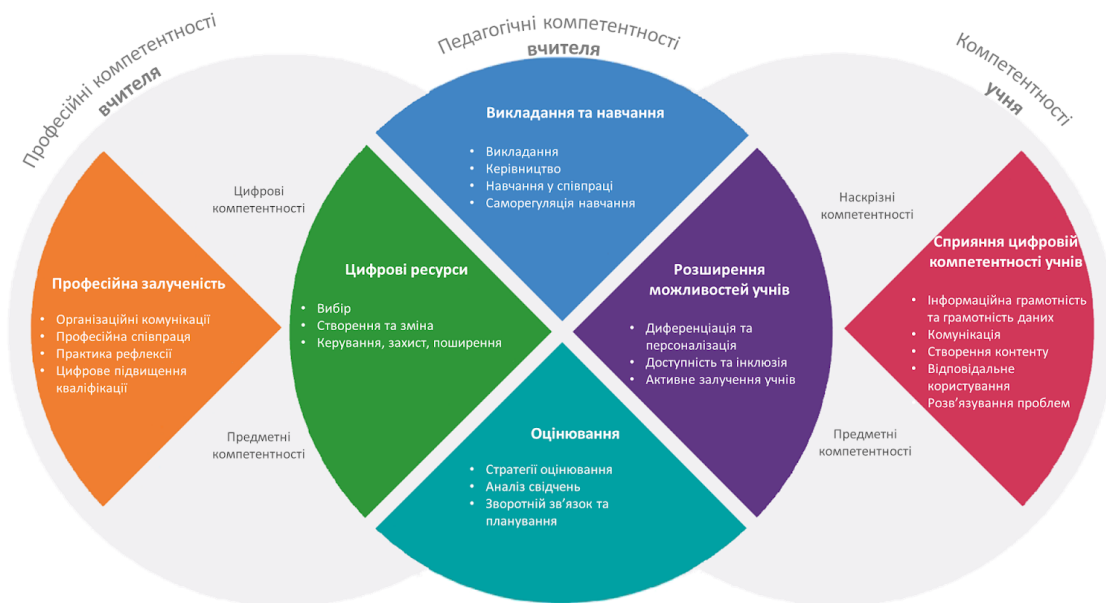 Професійні компетентності
вчителя
Педагогічні компетентності
вчителя
Компетентності
учня
Викладання та навчання
• Викладання
• Керівництво
• Навчання у співпраці
• Саморегуляція навчання
Цифрові
компетентності
Наскрізні
компетентності
Професійна залученість
• Організаційні комунікації
• Професійна співпраця
• Практика рефлексії
• Цифрове підвищення
кваліфікації
Цифрові ресурси
• Вибір
• Створення та зміна
• Керування, захист, поширення
Розширення
можливостей учнів
• Диференціація та
персоналізація
• Доступність та інклюзія
• Активне залучення учнів
Сприяння цифровій
компетентності учнів
• Інформаційна грамотність
та грамотність даних
• Комунікація
• Створення контенту
• Відповідальне
користування
Розв'язування проблем
Предметні
компетентності
Оцінювання
• Стратегії оцінювання
• Аналіз свідчень
• Зворотній зв'язок та
планування
Предметні
компетентності